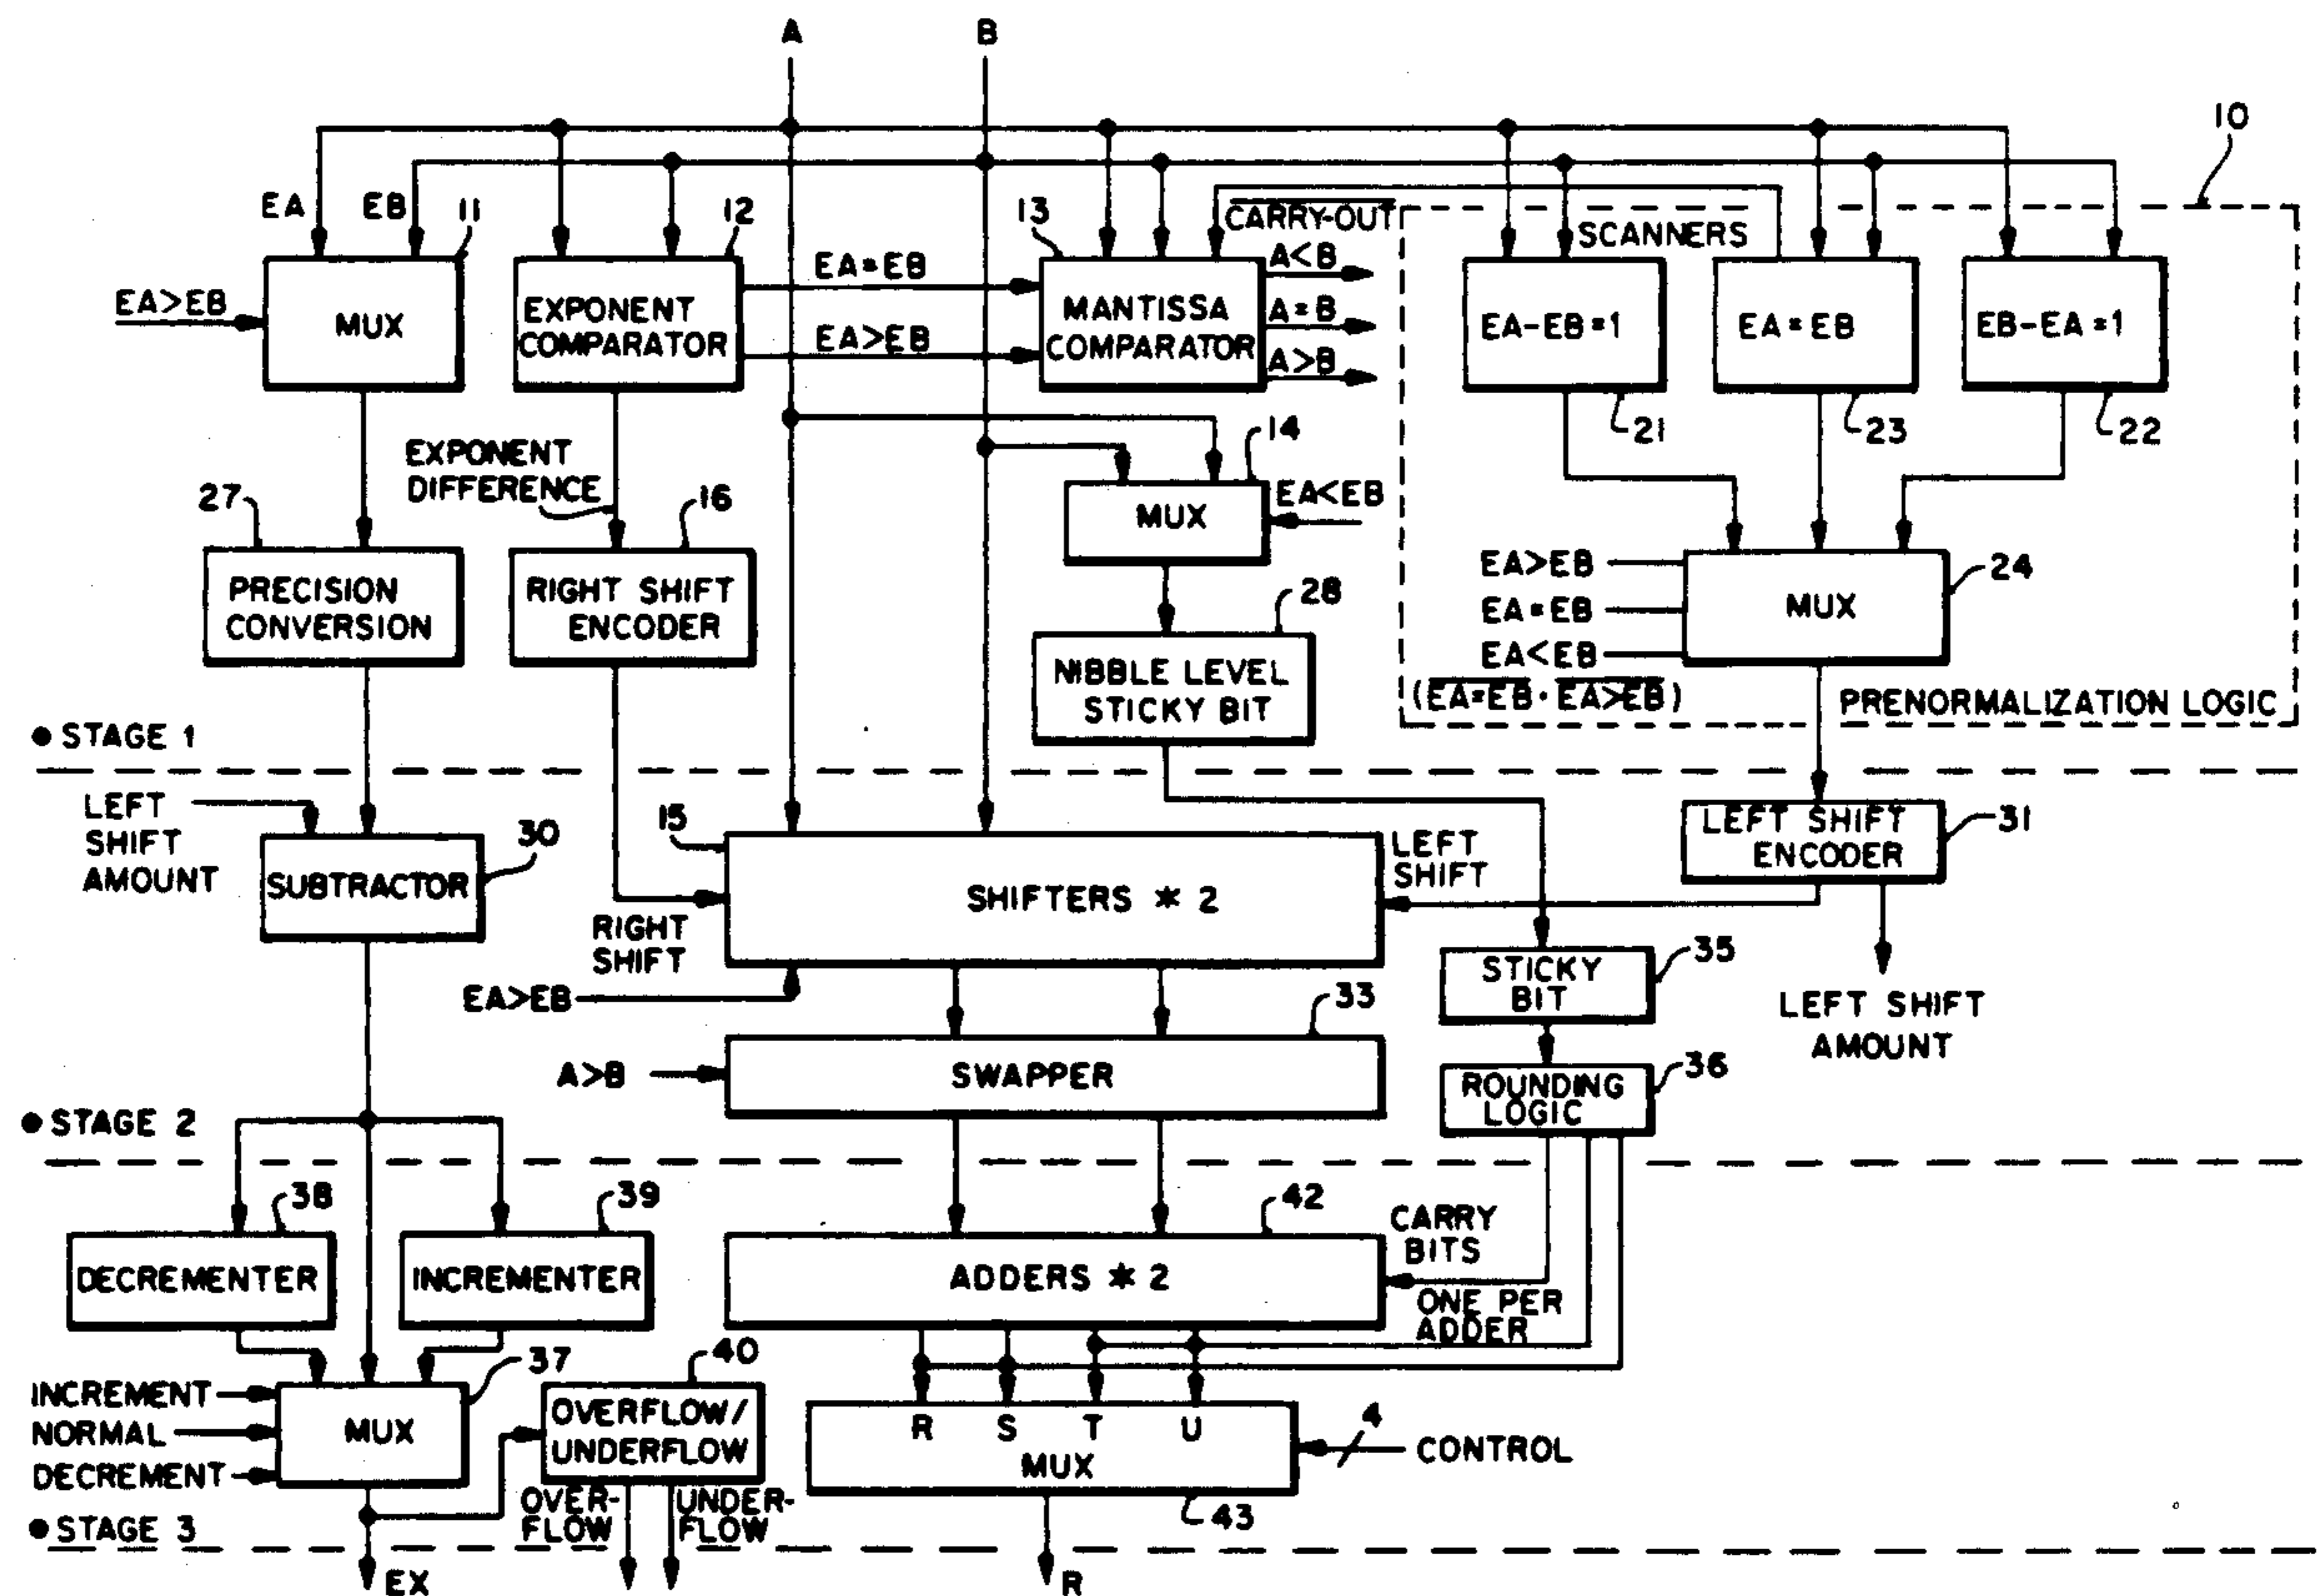 A
B
10
EA
EB
11
12
13
CARRY-OUT
SCANNERS
EA>EB
MUX
EXPONENT
COMPARATOR
EA=EB
EA>EB
MANTISSA
COMPARATOR
A<B
A=B
A>B
EA-EB=1
EA=EB
EB-EA=1
21
23
22
EXPONENT
DIFFERENCE
14
MUX
EA<EB
27
PRECISION
CONVERSION
16
RIGHT SHIFT
ENCODER
28
NIBBLE LEVEL
STICKY BIT
EA>EB
EA=EB
EA<EB
(EA=EB · EA>EB)
MUX
24
PRENORMALIZATION LOGIC
● STAGE 1
LEFT
SHIFT
AMOUNT
SUBTRACTOR
30
15
SHIFTERS * 2
LEFT
SHIFT
LEFT SHIFT
ENCODER
31
RIGHT
SHIFT
EA>EB
STICKY
BIT
35
LEFT SHIFT
AMOUNT
33
A>B
SWAPPER
ROUNDING
LOGIC
36
● STAGE 2
38
DECREMENTER
39
INCREMENTER
42
ADDERS * 2
CARRY
BITS
ONE PER
ADDER
INCREMENT
NORMAL
DECREMENT
MUX
37
40
OVERFLOW/
UNDERFLOW
R S T U
MUX
4
CONTROL
43
OVER-
FLOW
UNDER-
FLOW
● STAGE 3
EX
R